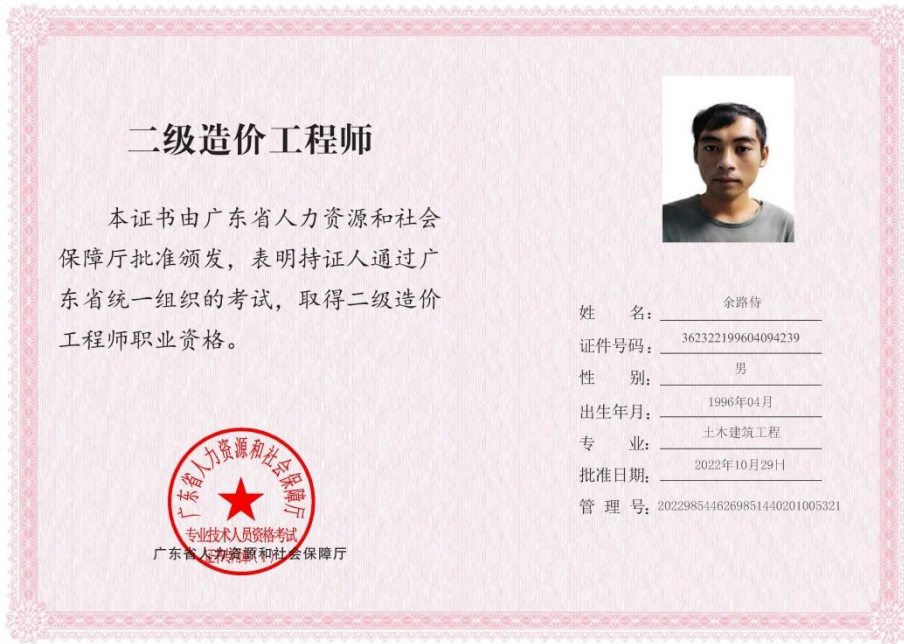 二级造价工程师
本证书由广东省人力资源和社会
保障厅批准颁发，表明持证人通过广
东省统一组织的考试，取得二级造价
工程师职业资格。
广东省人力资源和社会保障厅
专业技术人员资格考试
广东省人力资源和社会保障厅
姓 名：余路侍
证件号码：362322199604094239
性 别：男
出生年月：1996年04月
专 业：土木建筑工程
批准日期：2022年10月29日
管 理 号：2022985446269851440201005321